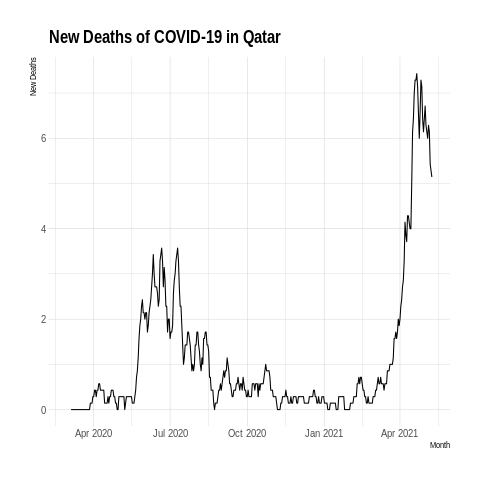 New Deaths of COVID-19 in Qatar
New Deaths
6
4
2
0
Apr 2020 Jul 2020 Oct 2020 Jan 2021 Apr 2021
Month